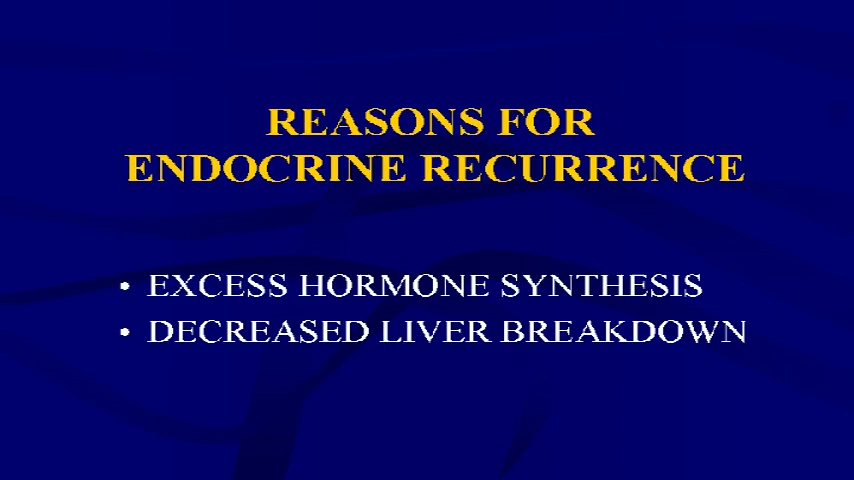 REASONS FOR
ENDOCRINE RECURRENCE
• EXCESS HORMONE SYNTHESIS
• DECREASED LIVER BREAKDOWN